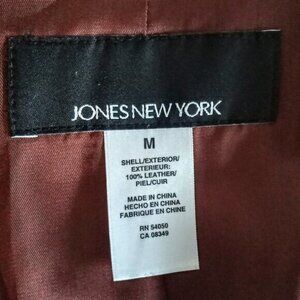 JONES NEW YORK
M
SHELL/EXTERIOR/
EXTERIEUR:
100% LEATHER/
PIEL/CUIR
MADE IN CHINA
HECHO EN CHINA
FABRIQUE EN CHINE
RN 54050
CA 08349